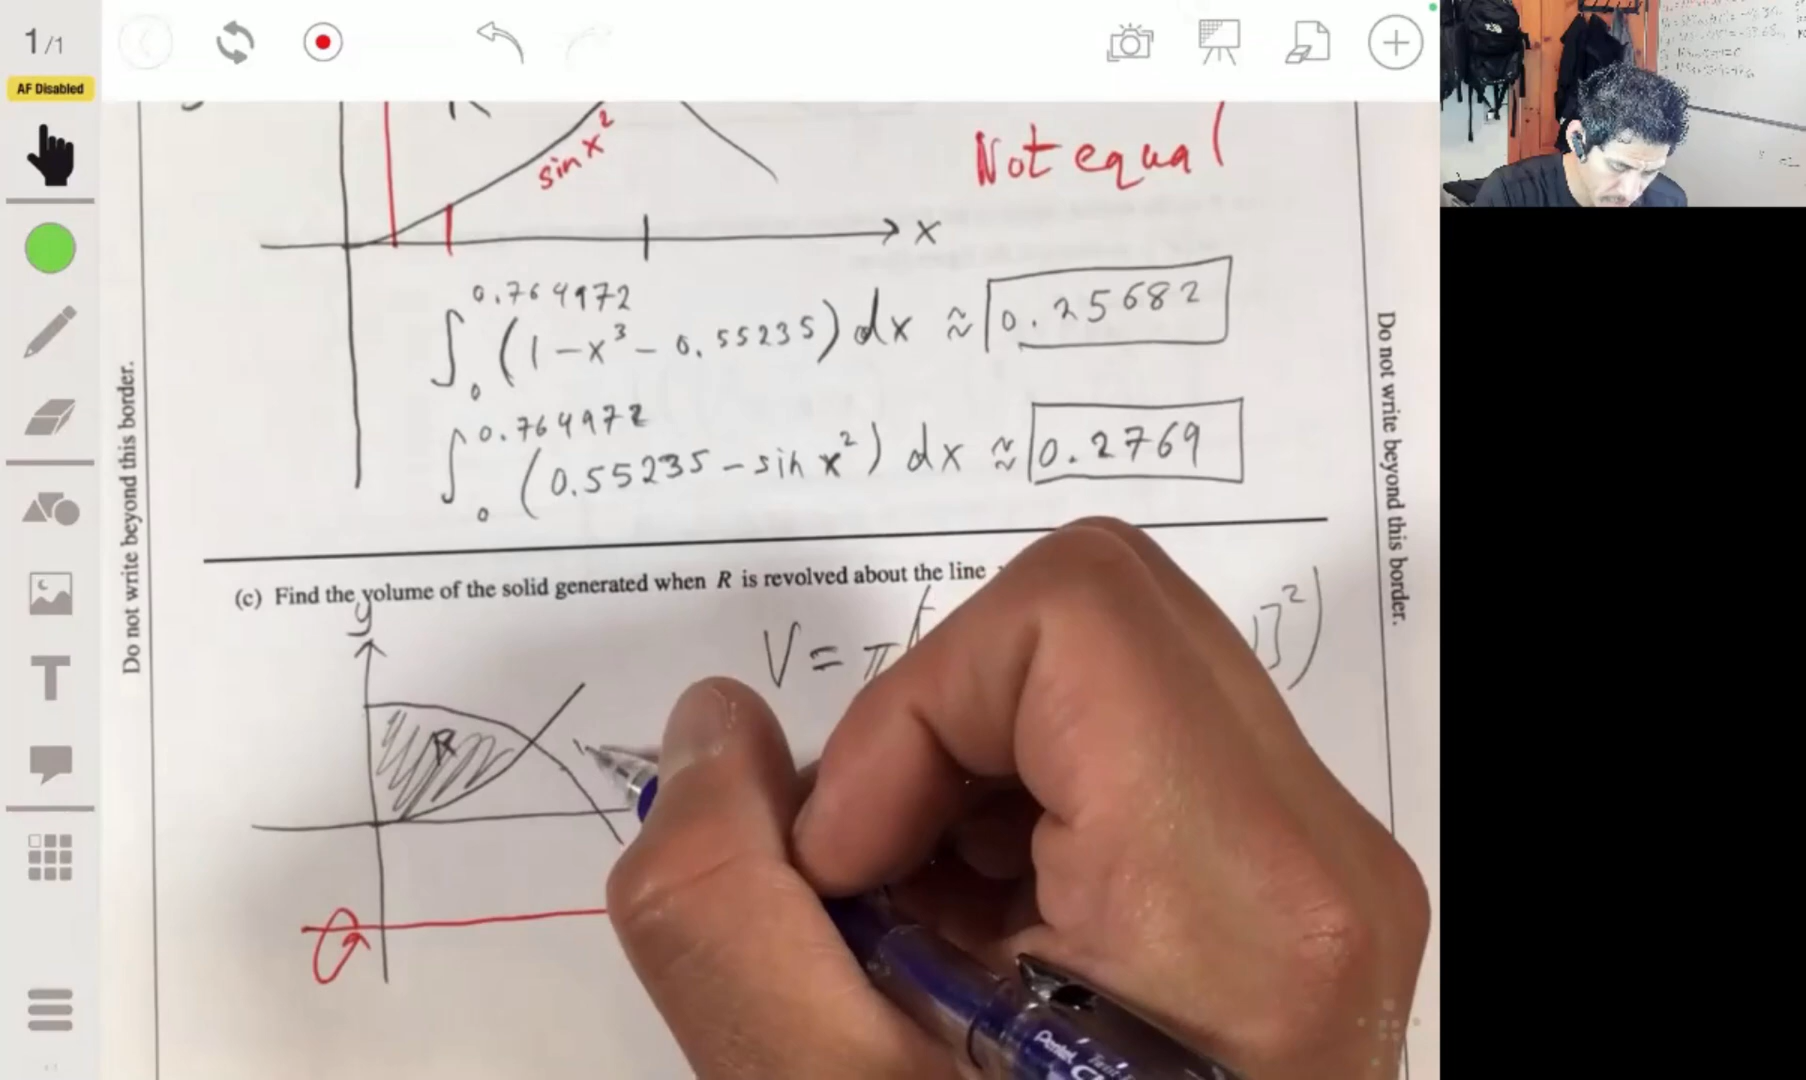 1/1
AF Disabled
sin x²
Not equal
x
∫₀^0.764972 (1 − x³ − 0.55235) dx ≈ 0.25682
∫₀^0.764972 (0.55235 − sin x²) dx ≈ 0.2769
Do not write beyond this border.
Do not write beyond this border.
(c) Find the volume of the solid generated when R is revolved about the line
y
V = π
]²)
R
T
Pentel